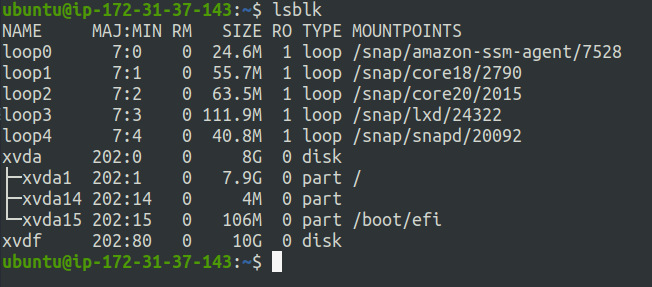 ubuntu@ip-172-31-37-143:~$ lsblk
NAME     MAJ:MIN RM   SIZE RO TYPE MOUNTPOINTS
loop0      7:0    0  24.6M  1 loop /snap/amazon-ssm-agent/7528
loop1      7:1    0  55.7M  1 loop /snap/core18/2790
loop2      7:2    0  63.5M  1 loop /snap/core20/2015
loop3      7:3    0 111.9M  1 loop /snap/lxd/24322
loop4      7:4    0  40.8M  1 loop /snap/snapd/20092
xvda     202:0    0     8G  0 disk
├─xvda1  202:1    0   7.9G  0 part /
├─xvda14 202:14   0     4M  0 part
└─xvda15 202:15   0   106M  0 part /boot/efi
xvdf     202:80   0    10G  0 disk
ubuntu@ip-172-31-37-143:~$